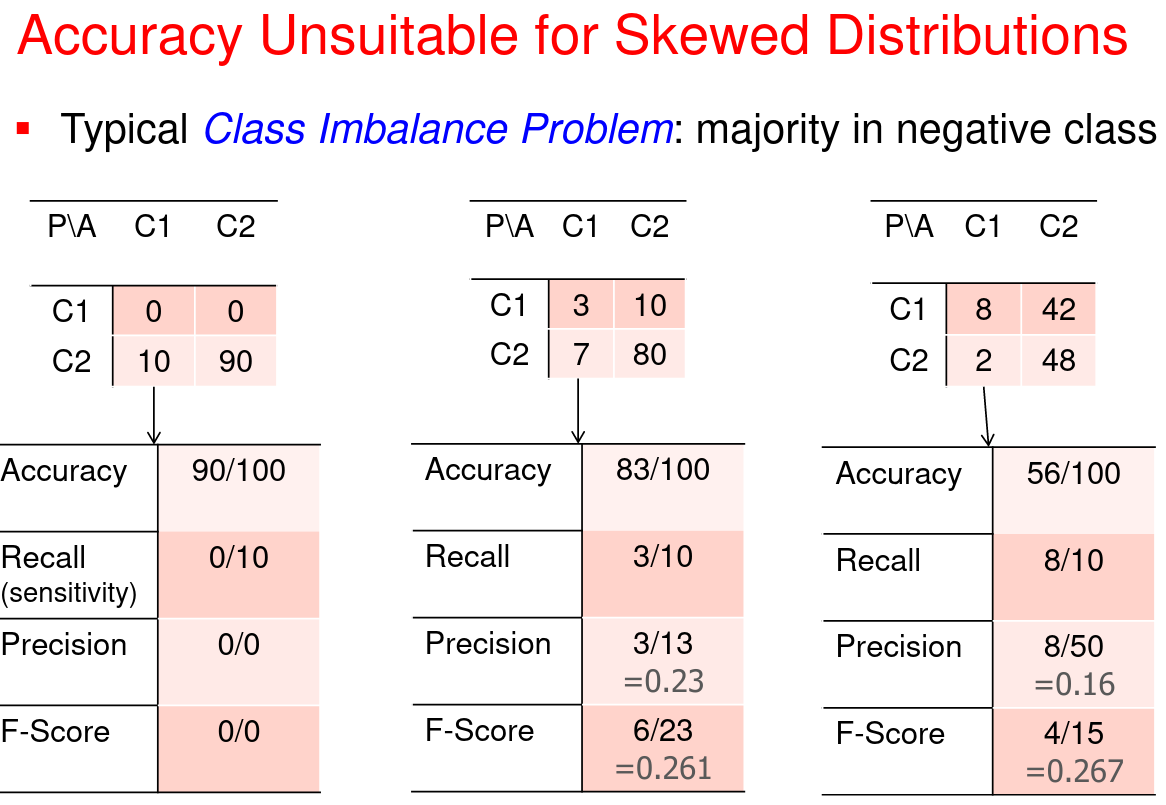 Accuracy Unsuitable for Skewed Distributions
Typical Class Imbalance Problem: majority in negative class
P\A C1 C2
C1 0 0
C2 10 90
Accuracy 90/100
Recall 0/10
(sensitivity)
Precision 0/0
F-Score 0/0
P\A C1 C2
C1 3 10
C2 7 80
Accuracy 83/100
Recall 3/10
Precision 3/13
=0.23
F-Score 6/23
=0.261
P\A C1 C2
C1 8 42
C2 2 48
Accuracy 56/100
Recall 8/10
Precision 8/50
=0.16
F-Score 4/15
=0.267